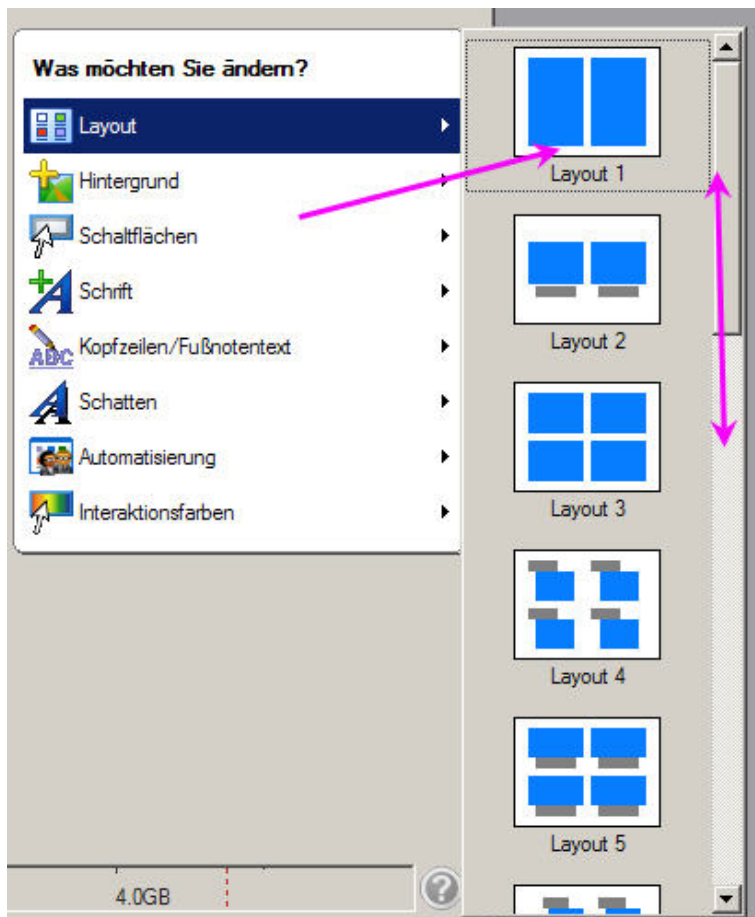 Was möchten Sie ändern?
Layout
Hintergrund
Schaltflächen
Schrift
ABC Kopfzeilen/Fußnotentext
Schatten
Automatisierung
Interaktionsfarben
4.0GB
Layout 1
Layout 2
Layout 3
Layout 4
Layout 5